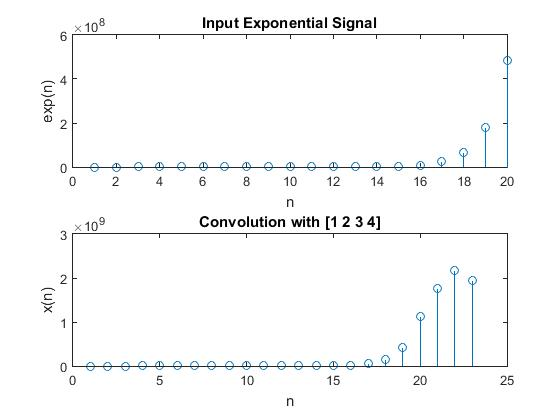 Input Exponential Signal
×10^8
6
4
2
0
exp(n)
0 2 4 6 8 10 12 14 16 18 20
n
Convolution with [1 2 3 4]
×10^9
3
2
1
0
x(n)
0 5 10 15 20 25
n